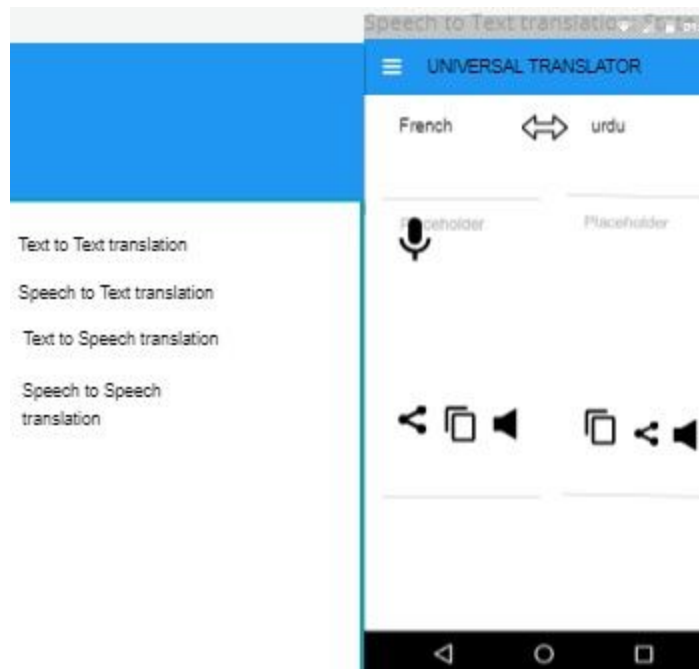 Text to Text translation
Speech to Text translation
Text to Speech translation
Speech to Speech
translation
Speech to Text translation
UNIVERSAL TRANSLATOR
French
urdu
Placeholder
Placeholder